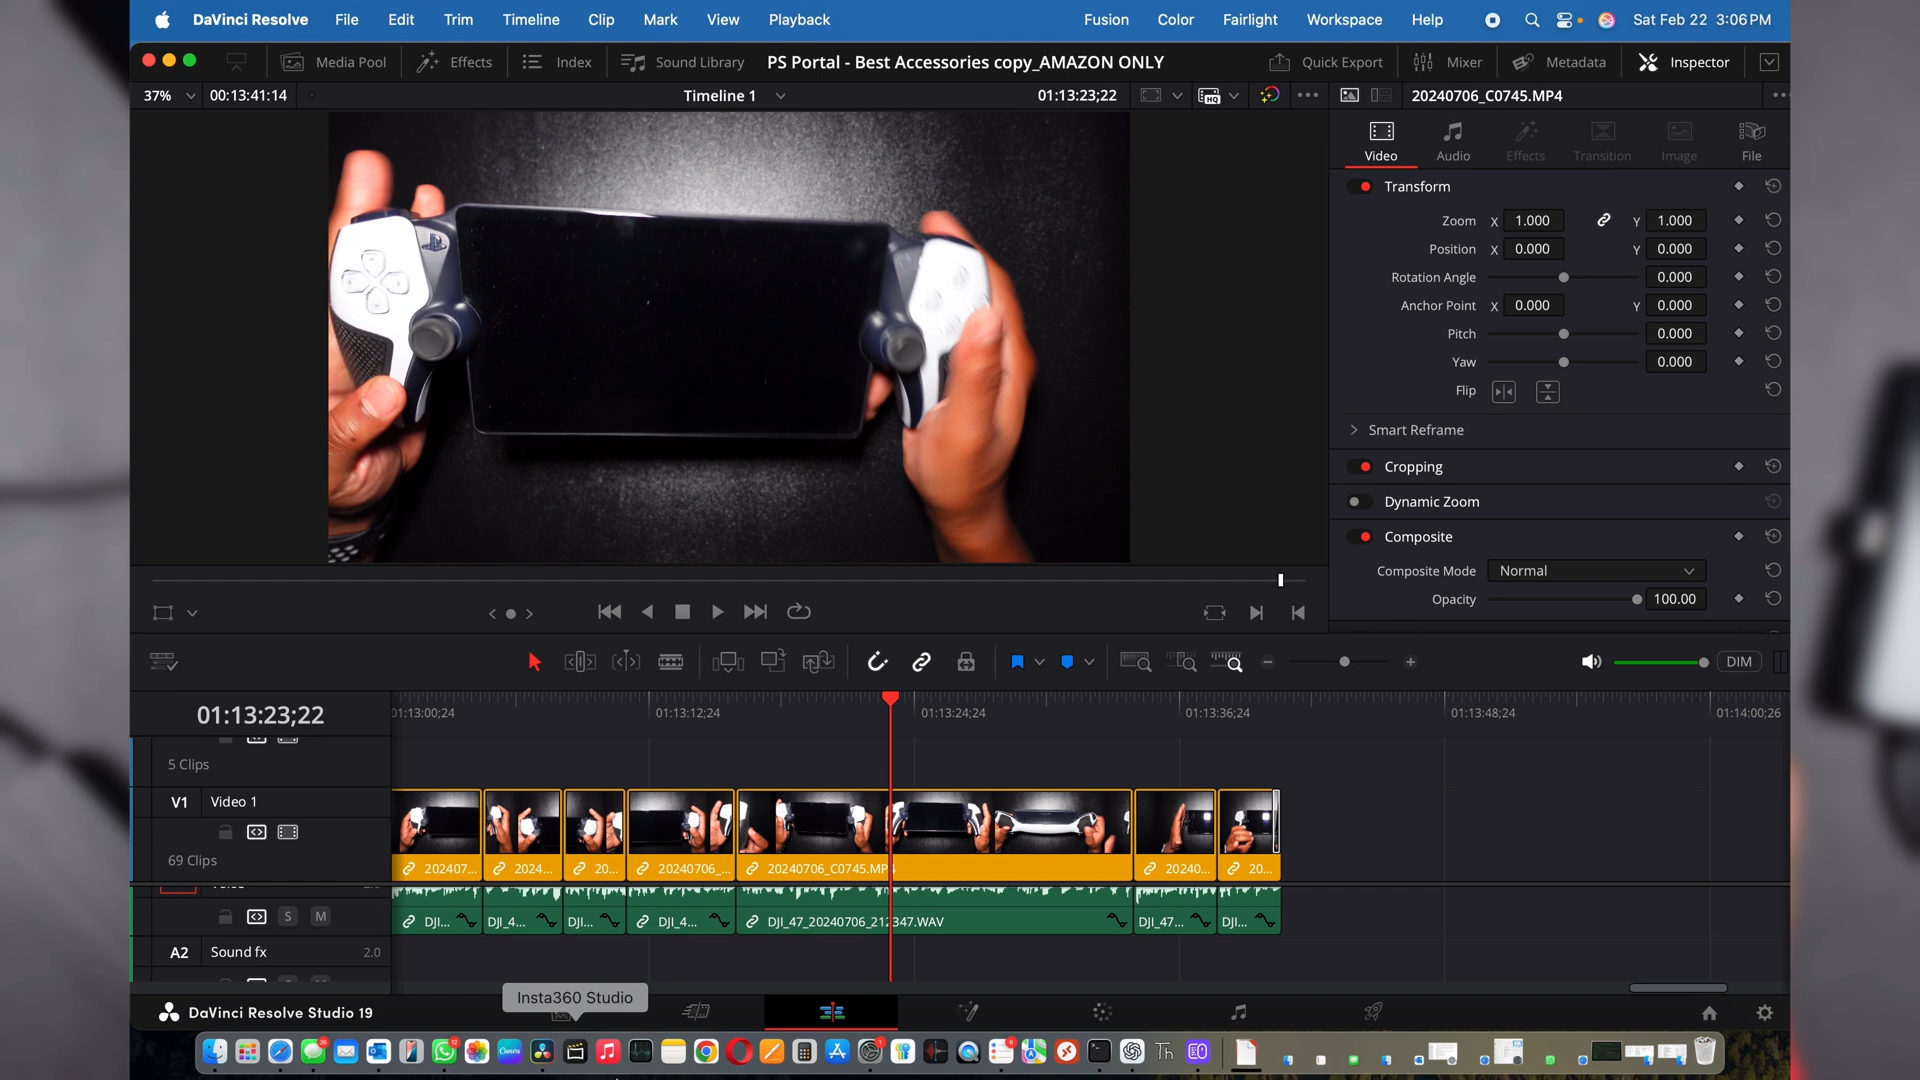 DaVinci Resolve File Edit Trim Timeline Clip Mark View Playback Fusion Color Fairlight Workspace Help Sat Feb 22 3:06 PM
Media Pool Effects Index Sound Library PS Portal - Best Accessories copy_AMAZON ONLY Quick Export Mixer Metadata Inspector
37% 00:13:41:14 Timeline 1 01:13:23;22 HQ 20240706_C0745.MP4
Video Audio Effects Transition Image File
Transform
Zoom X 1.000 Y 1.000
Position X 0.000 Y 0.000
Rotation Angle 0.000
Anchor Point X 0.000 Y 0.000
Pitch 0.000
Yaw 0.000
Flip
Smart Reframe
Cropping
Dynamic Zoom
Composite
Composite Mode Normal
Opacity 100.00
DIM
01:13:23;22 01:13:00;24 01:13:12;24 01:13:24;24 01:13:36;24 01:13:48;24 01:14:00;26
5 Clips
V1 Video 1
69 Clips
202407... 2024... 20... 20240706_... 20240706_C0745.MP4 20240... 20...
S M DJI... DJI_4... DJI... DJI_4... DJI_47_20240706_212347.WAV DJI_47... DJI...
A2 Sound fx 2.0
Insta360 Studio
DaVinci Resolve Studio 19
Canva Th